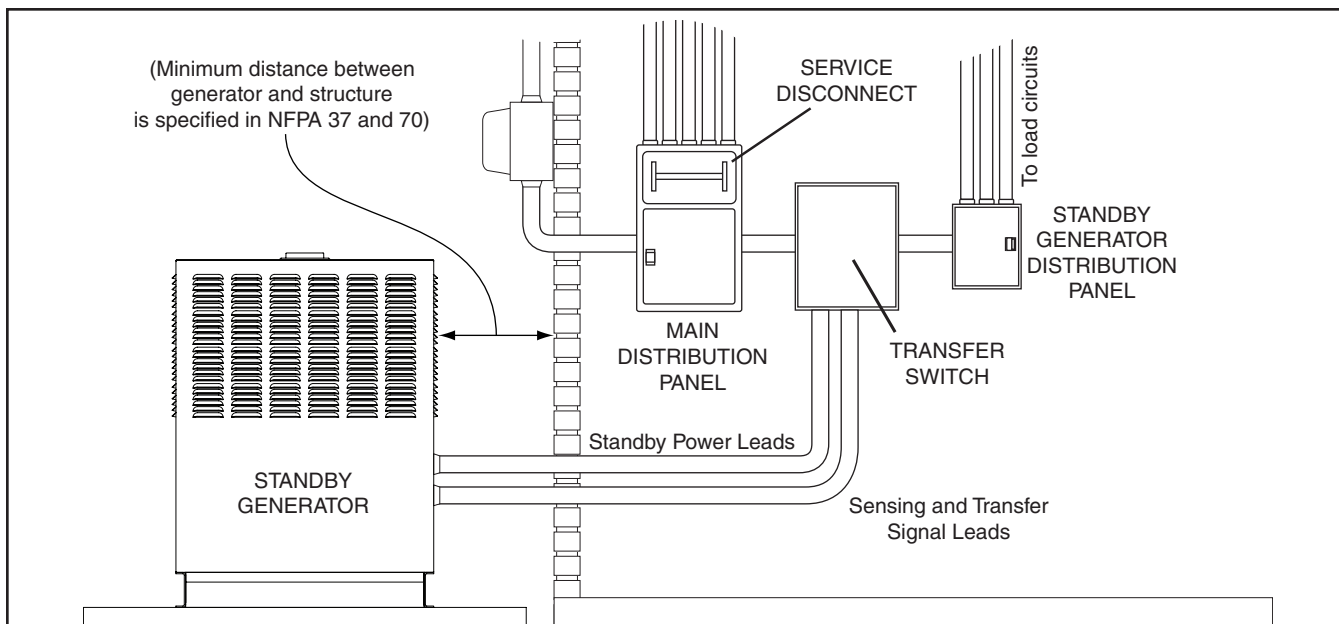 (Minimum distance between
generator and structure
is specified in NFPA 37 and 70)
SERVICE
DISCONNECT
To load circuits
STANDBY
GENERATOR
DISTRIBUTION
PANEL
MAIN
DISTRIBUTION
PANEL
TRANSFER
SWITCH
Standby Power Leads
STANDBY
GENERATOR
Sensing and Transfer
Signal Leads